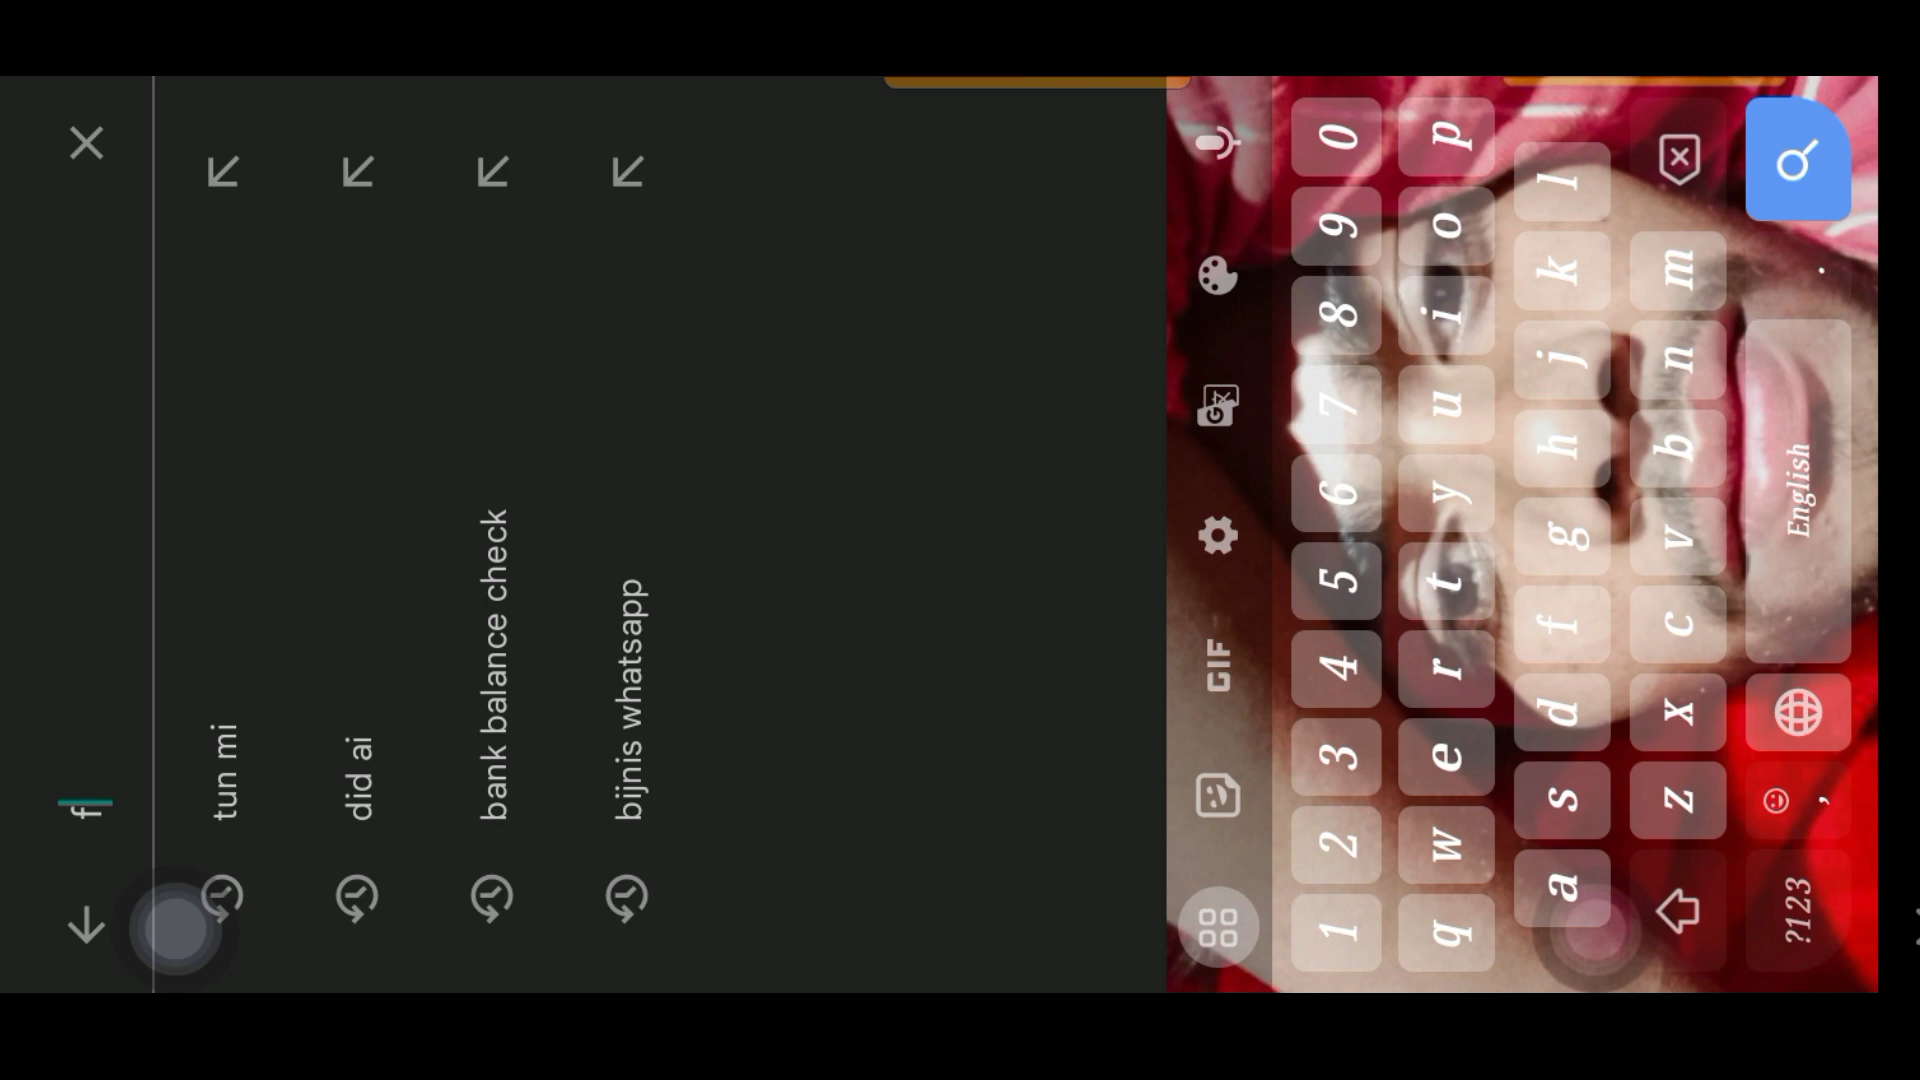 f
tun mi
did ai
bank balance check
bijnis whatsapp
GIF
1 2 3 4 5 6 7 8 9 0
q w e r t y u i o p
a s d f g h j k l
z x c v b n m
?123 , English .